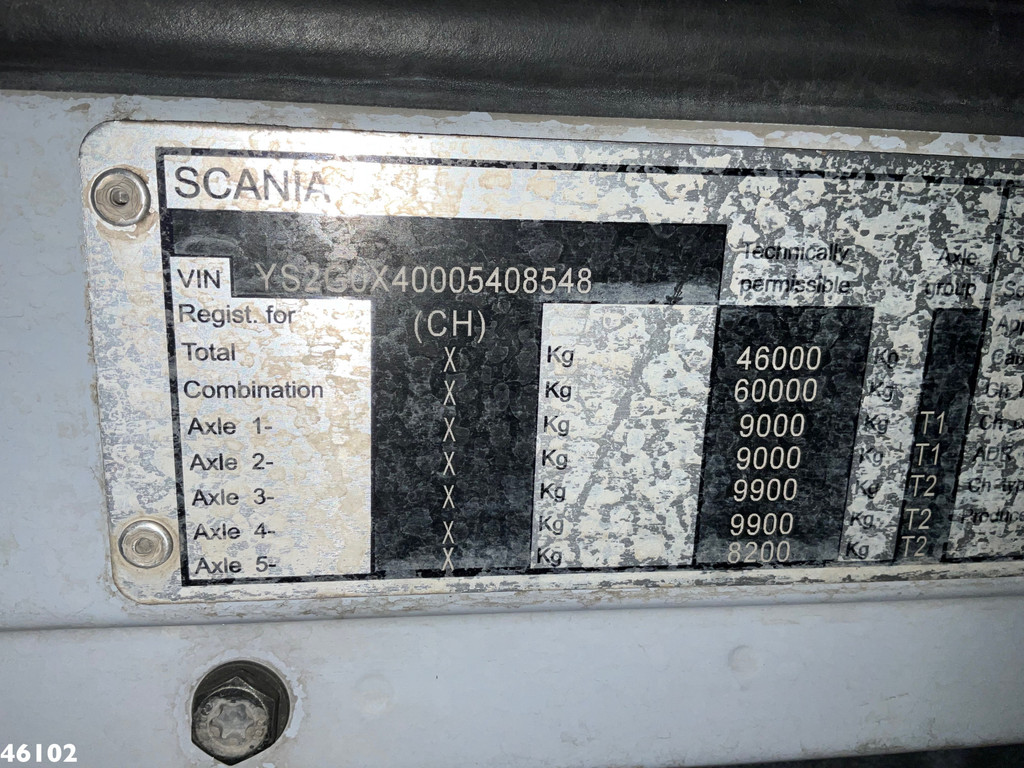 SCANIA
VIN YS2G0X40005408548
Technically permissible
Axle group
Regist. for (CH)
Total X Kg 46000 Kg
Combination X Kg 60000 Kg
Axle 1- X Kg 9000 Kg T1
Axle 2- X Kg 9000 Kg T1
Axle 3- X Kg 9900 Kg T2
Axle 4- X Kg 9900 Kg T2
Axle 5- X Kg 8200 Kg T2
46102